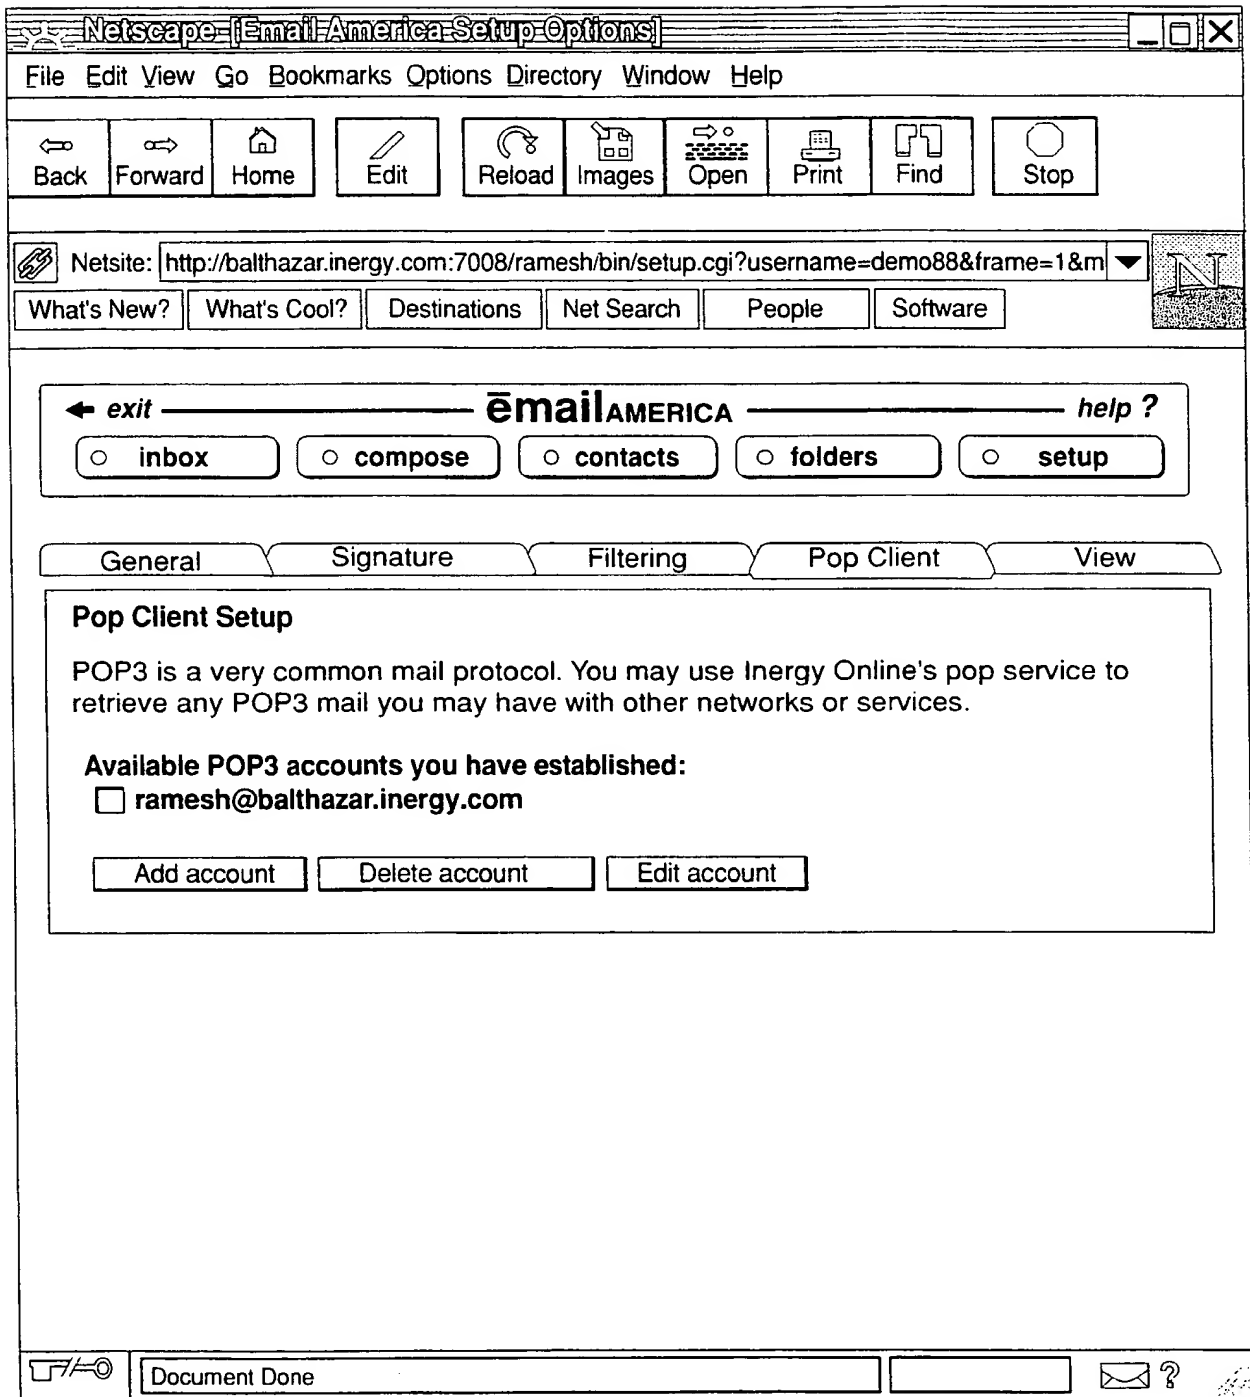 Netscape-[Email America Setup Options]
File Edit View Go Bookmarks Options Directory Window Help
Back Forward Home Edit Reload Images Open Print Find Stop
Netsite: http://balthazar.inergy.com:7008/ramesh/bin/setup.cgi?username=demo88&frame=1&m
N
What's New? What's Cool? Destinations Net Search People Software
exit ēmailAMERICA help ?
inbox compose contacts folders setup
General Signature Filtering Pop Client View
Pop Client Setup
POP3 is a very common mail protocol. You may use Inergy Online's pop service to
retrieve any POP3 mail you may have with other networks or services.
Available POP3 accounts you have established:
ramesh@balthazar.inergy.com
Add account Delete account Edit account
Document Done ?